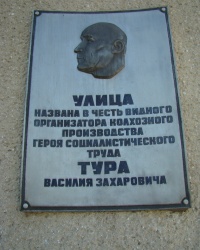 УЛИЦА
НАЗВАНА В ЧЕСТЬ ВИДНОГО
ОРГАНИЗАТОРА КОЛХОЗНОГО
ПРОИЗВОДСТВА
ГЕРОЯ СОЦИАЛИСТИЧЕСКОГО
ТРУДА
ТУРА
ВАСИЛИЯ ЗАХАРОВИЧА